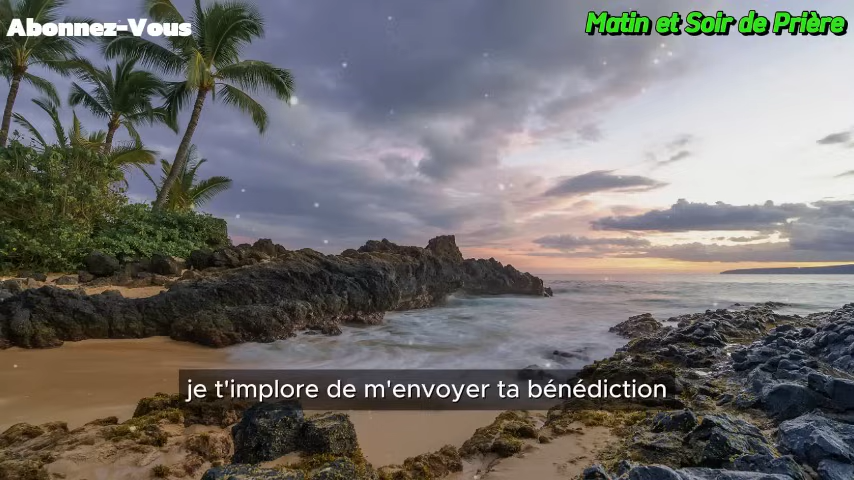 Abonnez-Vous
Matin et Soir de Prière
je t'implore de m'envoyer ta bénédiction